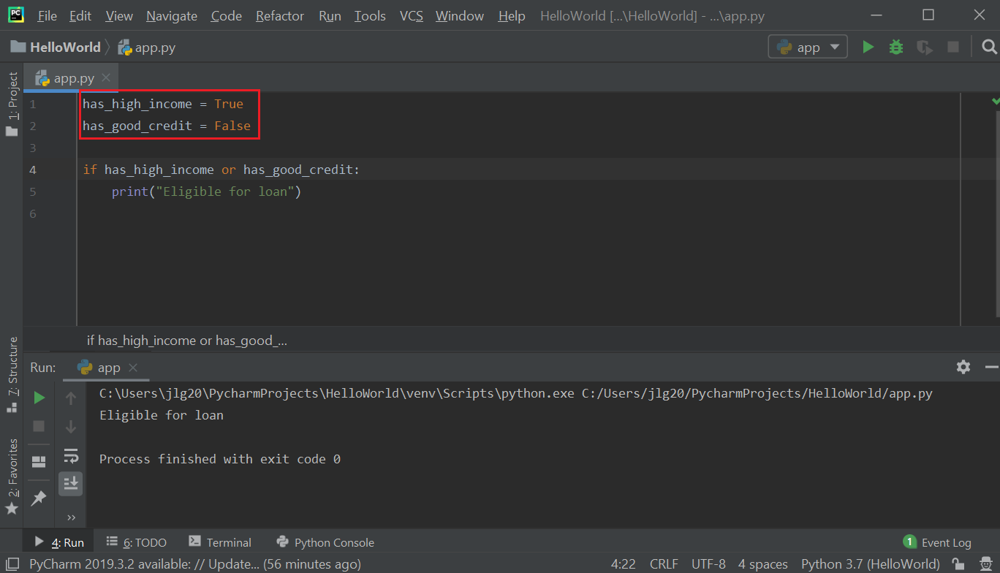 PC File Edit View Navigate Code Refactor Run Tools VCS Window Help HelloWorld [...\HelloWorld] - ...\app.py
HelloWorld app.py app
1: Project
app.py
1 has_high_income = True
2 has_good_credit = False
3
4 if has_high_income or has_good_credit:
5     print("Eligible for loan")
6
if has_high_income or has_good_...
7: Structure
2: Favorites
Run: app
C:\Users\jlg20\PycharmProjects\HelloWorld\venv\Scripts\python.exe C:/Users/jlg20/PycharmProjects/HelloWorld/app.py
Eligible for loan
Process finished with exit code 0
»
4: Run 6: TODO Terminal Python Console 1 Event Log
PyCharm 2019.3.2 available: // Update... (56 minutes ago) 4:22 CRLF UTF-8 4 spaces Python 3.7 (HelloWorld)